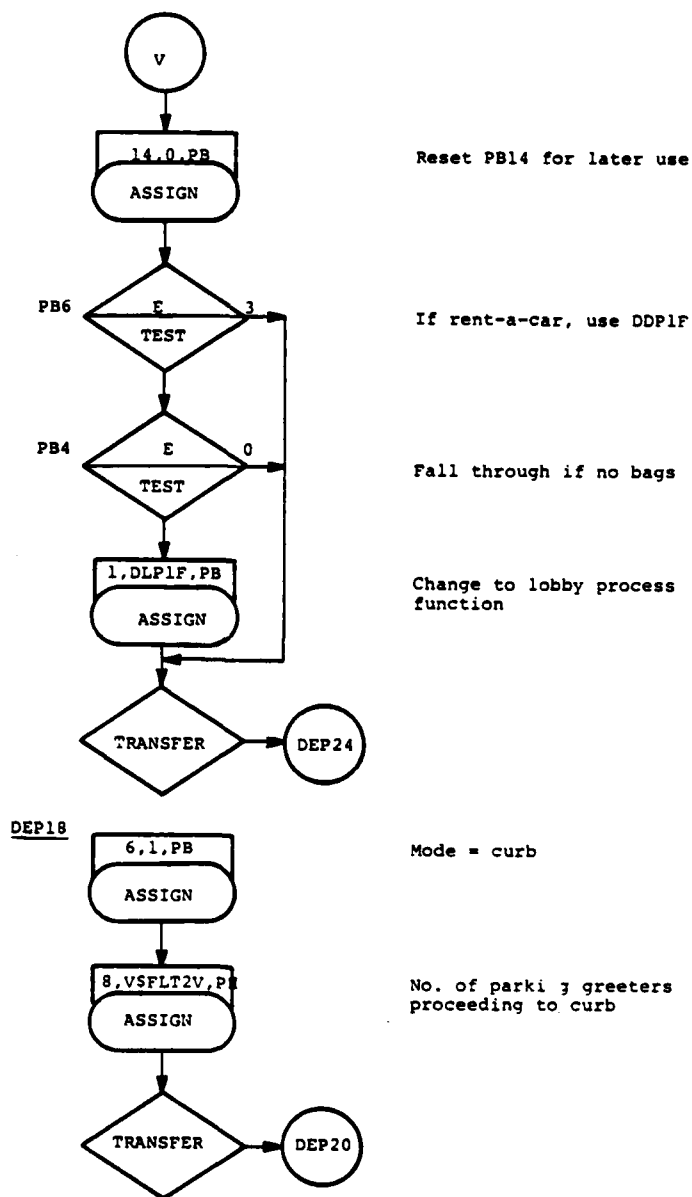 V
14,0,PB
Reset PB14 for later use
ASSIGN
PB6
E
3
If rent-a-car, use DDP1F
TEST
PB4
E
0
Fall through if no bags
TEST
1,DLP1F,PB
Change to lobby process
function
ASSIGN
TRANSFER
DEP24
DEP18
6,1,PB
Mode = curb
ASSIGN
8,V$FLT2V,
No. of greeters
proceeding to curb
ASSIGN
TRANSFER
DEP20